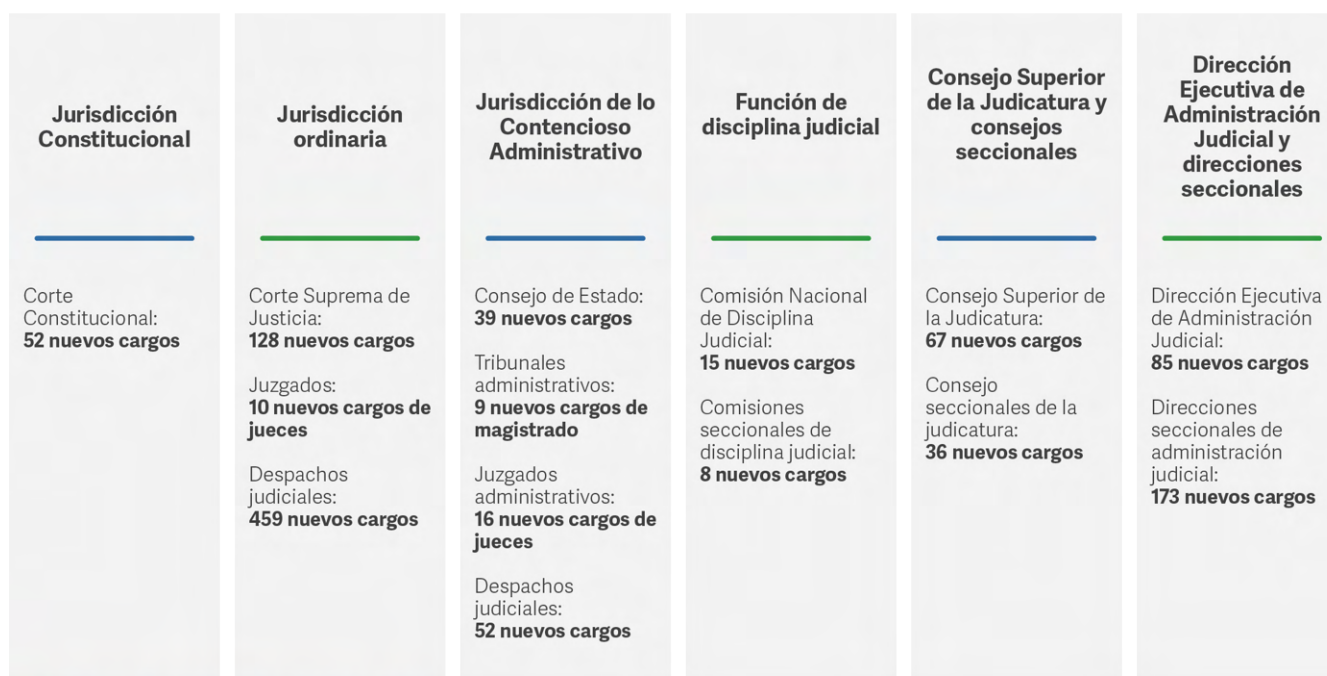 Jurisdicción
Constitucional
Corte
Constitucional:
52 nuevos cargos
Jurisdicción
ordinaria
Corte Suprema de
Justicia:
128 nuevos cargos
Juzgados:
10 nuevos cargos de
jueces
Despachos
judiciales:
459 nuevos cargos
Jurisdicción de lo
Contencioso
Administrativo
Consejo de Estado:
39 nuevos cargos
Tribunales
administrativos:
9 nuevos cargos de
magistrado
Juzgados
administrativos:
16 nuevos cargos de
jueces
Despachos
judiciales:
52 nuevos cargos
Función de
disciplina judicial
Comisión Nacional
de Disciplina
Judicial:
15 nuevos cargos
Comisiones
seccionales de
disciplina judicial:
8 nuevos cargos
Consejo Superior
de la Judicatura y
consejos
seccionales
Consejo Superior de
la Judicatura:
67 nuevos cargos
Consejo
seccionales de la
judicatura:
36 nuevos cargos
Dirección
Ejecutiva de
Administración
Judicial y
direcciones
seccionales
Dirección Ejecutiva
de Administración
Judicial:
85 nuevos cargos
Direcciones
seccionales de
administración
judicial:
173 nuevos cargos